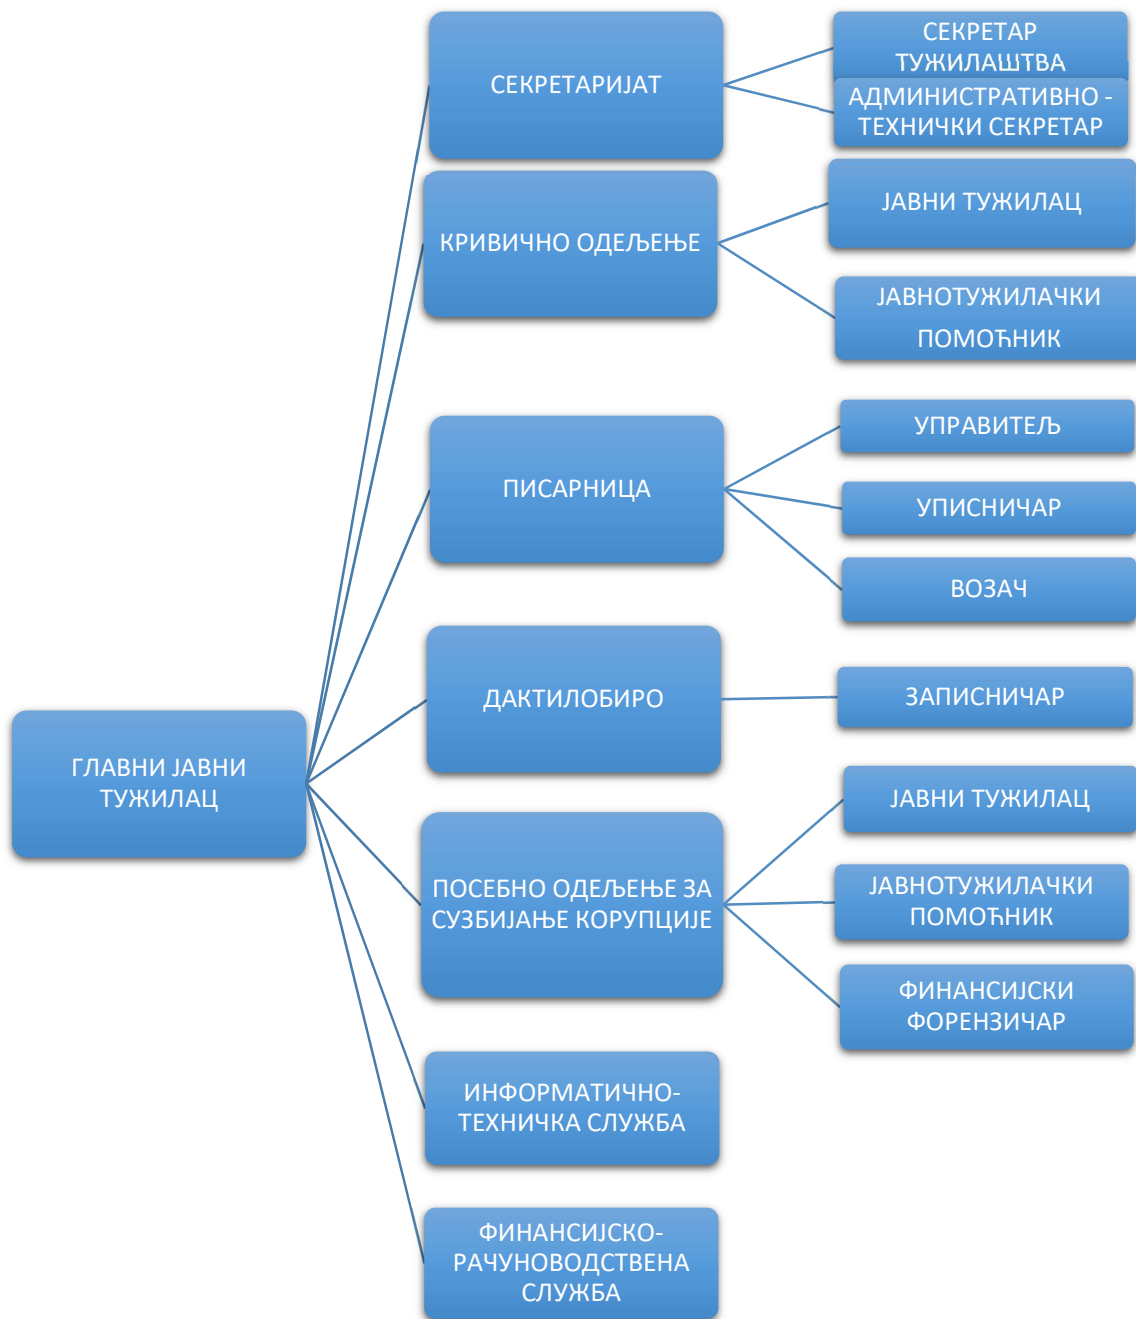 СЕКРЕТАРИЈАТ
СЕКРЕТАР
ТУЖИЛАШТВА
АДМИНИСТРАТИВНО -
ТЕХНИЧКИ СЕКРЕТАР
КРИВИЧНО ОДЕЉЕЊЕ
ЈАВНИ ТУЖИЛАЦ
ЈАВНОТУЖИЛАЧКИ
ПОМОЋНИК
ПИСАРНИЦА
УПРАВИТЕЉ
УПИСНИЧАР
ВОЗАЧ
ДАКТИЛОБИРО
ЗАПИСНИЧАР
ГЛАВНИ ЈАВНИ
ТУЖИЛАЦ
ПОСЕБНО ОДЕЉЕЊЕ ЗА
СУЗБИЈАЊЕ КОРУПЦИЈЕ
ЈАВНИ ТУЖИЛАЦ
ЈАВНОТУЖИЛАЧКИ
ПОМОЋНИК
ФИНАНСИЈСКИ
ФОРЕНЗИЧАР
ИНФОРМАТИЧНО-
ТЕХНИЧКА СЛУЖБА
ФИНАНСИЈСКО-
РАЧУНОВОДСТВЕНА
СЛУЖБА